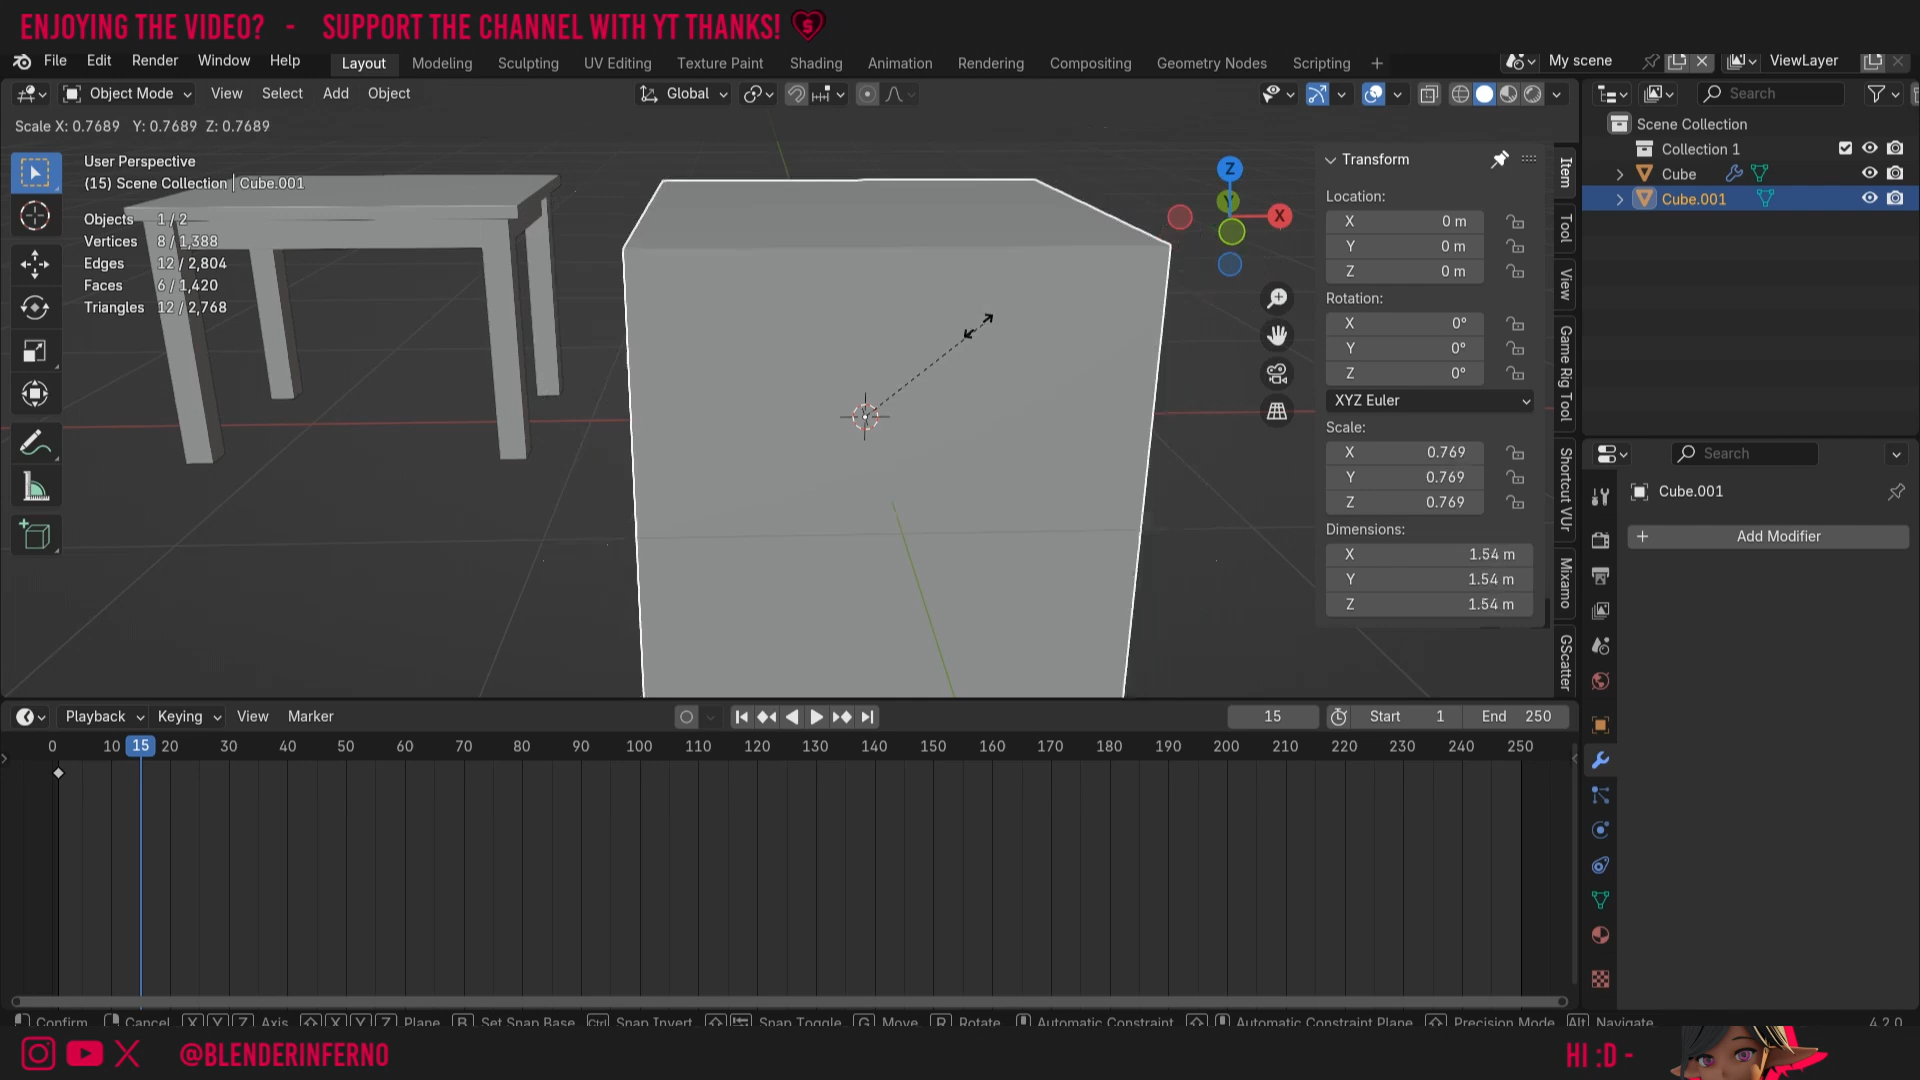 ENJOYING THE VIDEO? - SUPPORT THE CHANNEL WITH YT THANKS!
File Edit Render Window Help Layout Modeling Sculpting UV Editing Texture Paint Shading Animation Rendering Compositing Geometry Nodes Scripting + My scene ViewLayer
Object Mode View Select Add Object Global Search
Scale X: 0.7689 Y: 0.7689 Z: 0.7689
User Perspective
(15) Scene Collection | Cube.001
Objects 1 / 2
Vertices 8 / 1,388
Edges 12 / 2,804
Faces 6 / 1,420
Triangles 12 / 2,768
Z
Y
X
Transform
Location:
X 0 m
Y 0 m
Z 0 m
Rotation:
X 0°
Y 0°
Z 0°
XYZ Euler
Scale:
X 0.769
Y 0.769
Z 0.769
Dimensions:
X 1.54 m
Y 1.54 m
Z 1.54 m
Item
Tool
View
Game Rig Tool
Shortcut VUr
Mixamo
GScatter
Scene Collection
Collection 1
Cube
Cube.001
Search
Cube.001
+ Add Modifier
Playback Keying View Marker 15 Start 1 End 250
0 10 15 20 30 40 50 60 70 80 90 100 110 120 130 140 150 160 170 180 190 200 210 220 230 240 250
Confirm Cancel X Y Z Axis X Y Z Plane B Set Snap Base Ctrl Snap Invert Snap Toggle G Move R Rotate Automatic Constraint Automatic Constraint Plane Precision Mode Alt Navigate 4.2.0
@BLENDERINFERNO
HI :D -